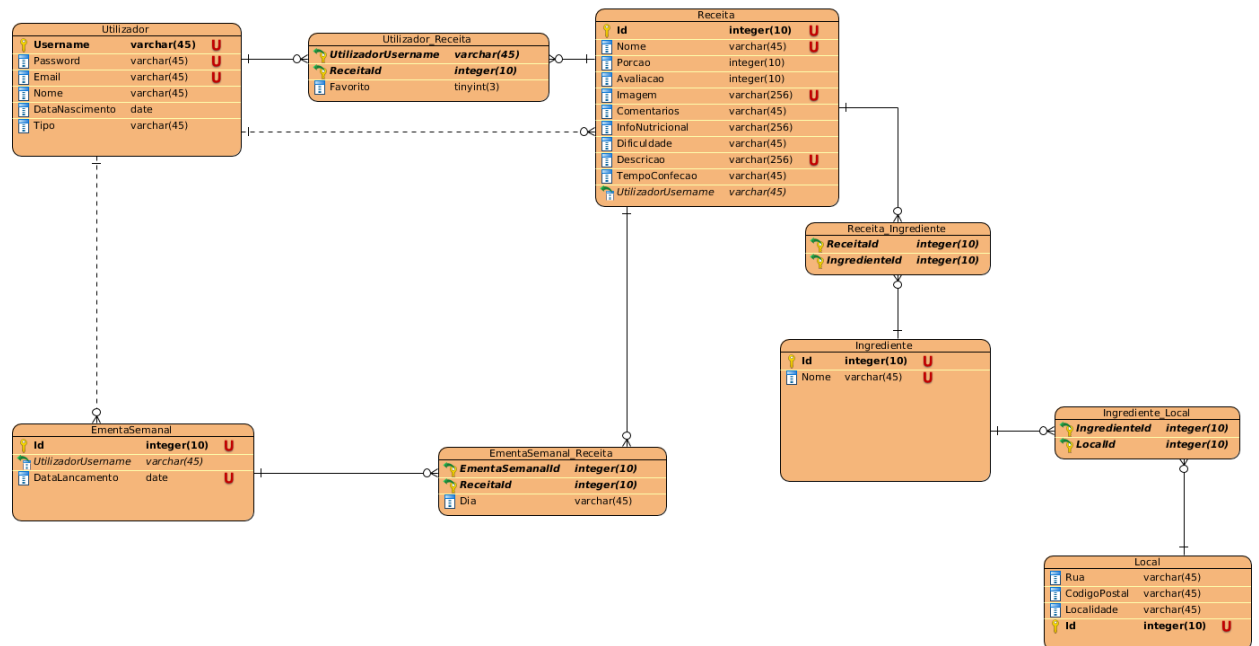 Utilizador
Username varchar(45) U
Password varchar(45) U
Email varchar(45) U
Nome varchar(45)
DataNascimento date
Tipo varchar(45)
Utilizador_Receita
UtilizadorUsername varchar(45)
ReceitaId integer(10)
Favorito tinyint(3)
Receita
Id integer(10) U
Nome varchar(45) U
Porcao integer(10)
Avaliacao integer(10)
Imagem varchar(256) U
Comentarios varchar(45)
InfoNutricional varchar(256)
Dificuldade varchar(45)
Descricao varchar(256) U
TempoConfecao varchar(45)
UtilizadorUsername varchar(45)
Receita_Ingrediente
ReceitaId integer(10)
IngredienteId integer(10)
Ingrediente
Id integer(10) U
Nome varchar(45) U
Ingrediente_Local
IngredienteId integer(10)
LocalId integer(10)
EmentaSemanal
Id integer(10) U
UtilizadorUsername varchar(45)
DataLancamento date U
EmentaSemanal_Receita
EmentaSemanalId integer(10)
ReceitaId integer(10)
Dia varchar(45)
Local
Rua varchar(45)
CodigoPostal varchar(45)
Localidade varchar(45)
Id integer(10) U